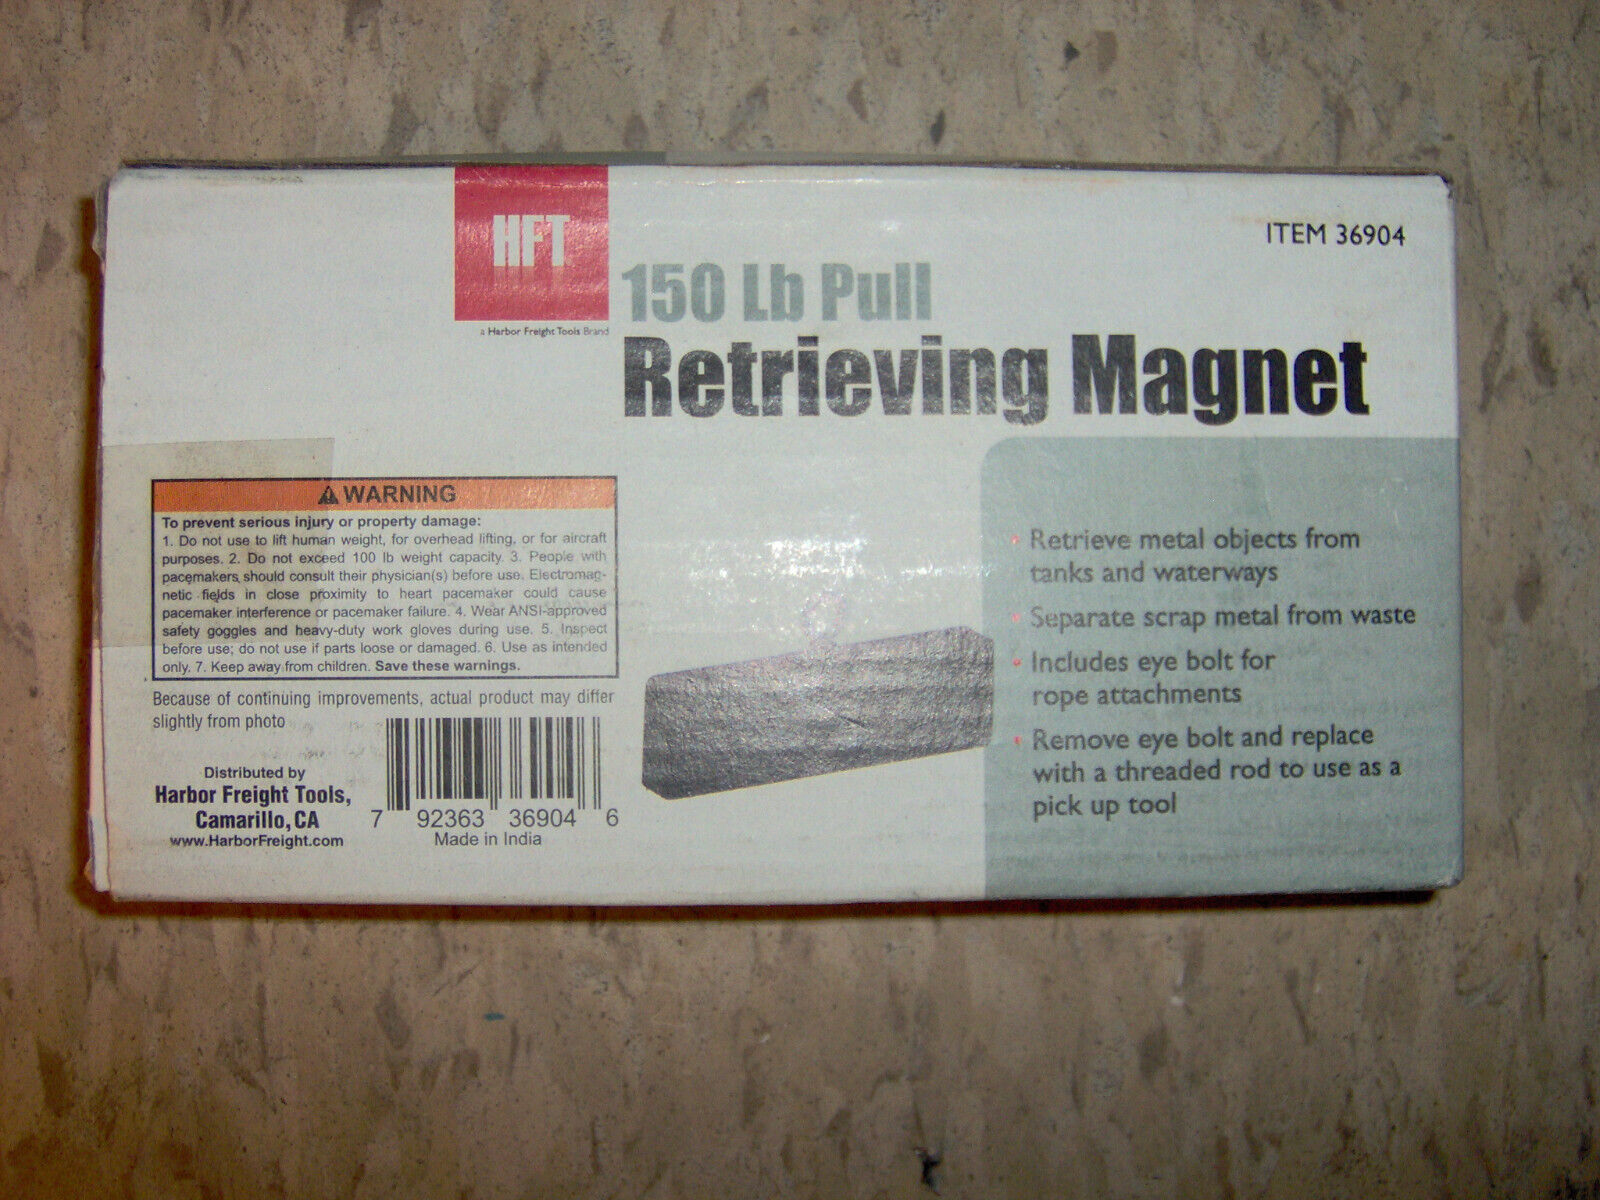 HFT
a Harbor Freight Tools Brand
ITEM 36904
150 Lb Pull
Retrieving Magnet
WARNING
To prevent serious injury or property damage:
1. Do not use to lift human weight, for overhead lifting, or for aircraft
purposes. 2. Do not exceed 100 lb weight capacity. 3. People with
pacemakers should consult their physician(s) before use. Electromag-
netic fields in close proximity to heart pacemaker could cause
pacemaker interference or pacemaker failure. 4. Wear ANSI-approved
safety goggles and heavy-duty work gloves during use. 5. Inspect
before use; do not use if parts loose or damaged. 6. Use as intended
only. 7. Keep away from children. Save these warnings.
Because of continuing improvements, actual product may differ
slightly from photo
Distributed by
Harbor Freight Tools,
Camarillo, CA
www.HarborFreight.com
7 92363 36904 6
Made in India
• Retrieve metal objects from
tanks and waterways
• Separate scrap metal from waste
• Includes eye bolt for
rope attachments
• Remove eye bolt and replace
with a threaded rod to use as a
pick up tool